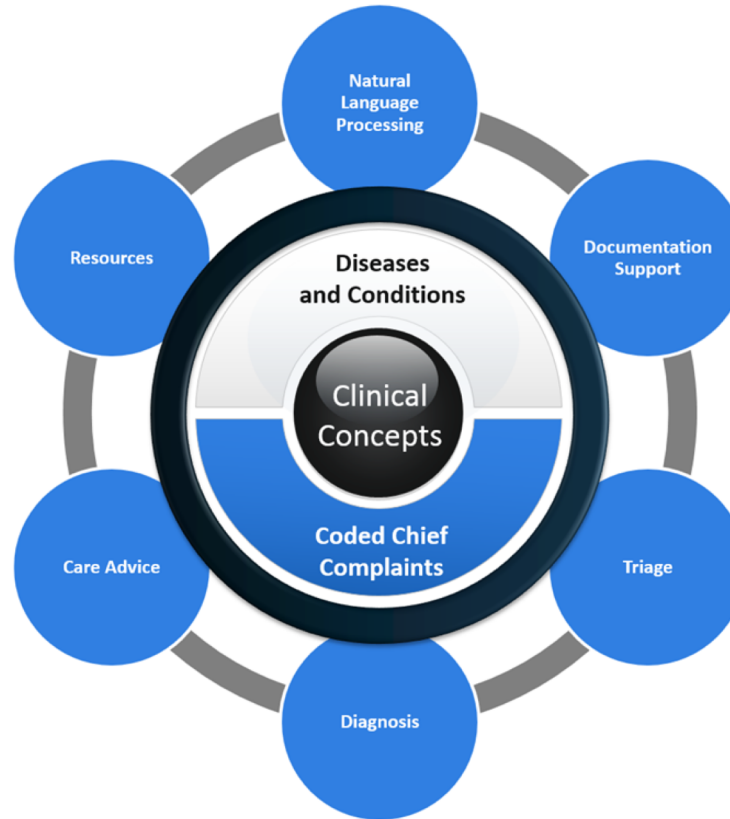 Natural
Language
Processing
Documentation
Support
Resources
Diseases
and Conditions
Clinical
Concepts
Coded Chief
Complaints
Care Advice
Triage
Diagnosis